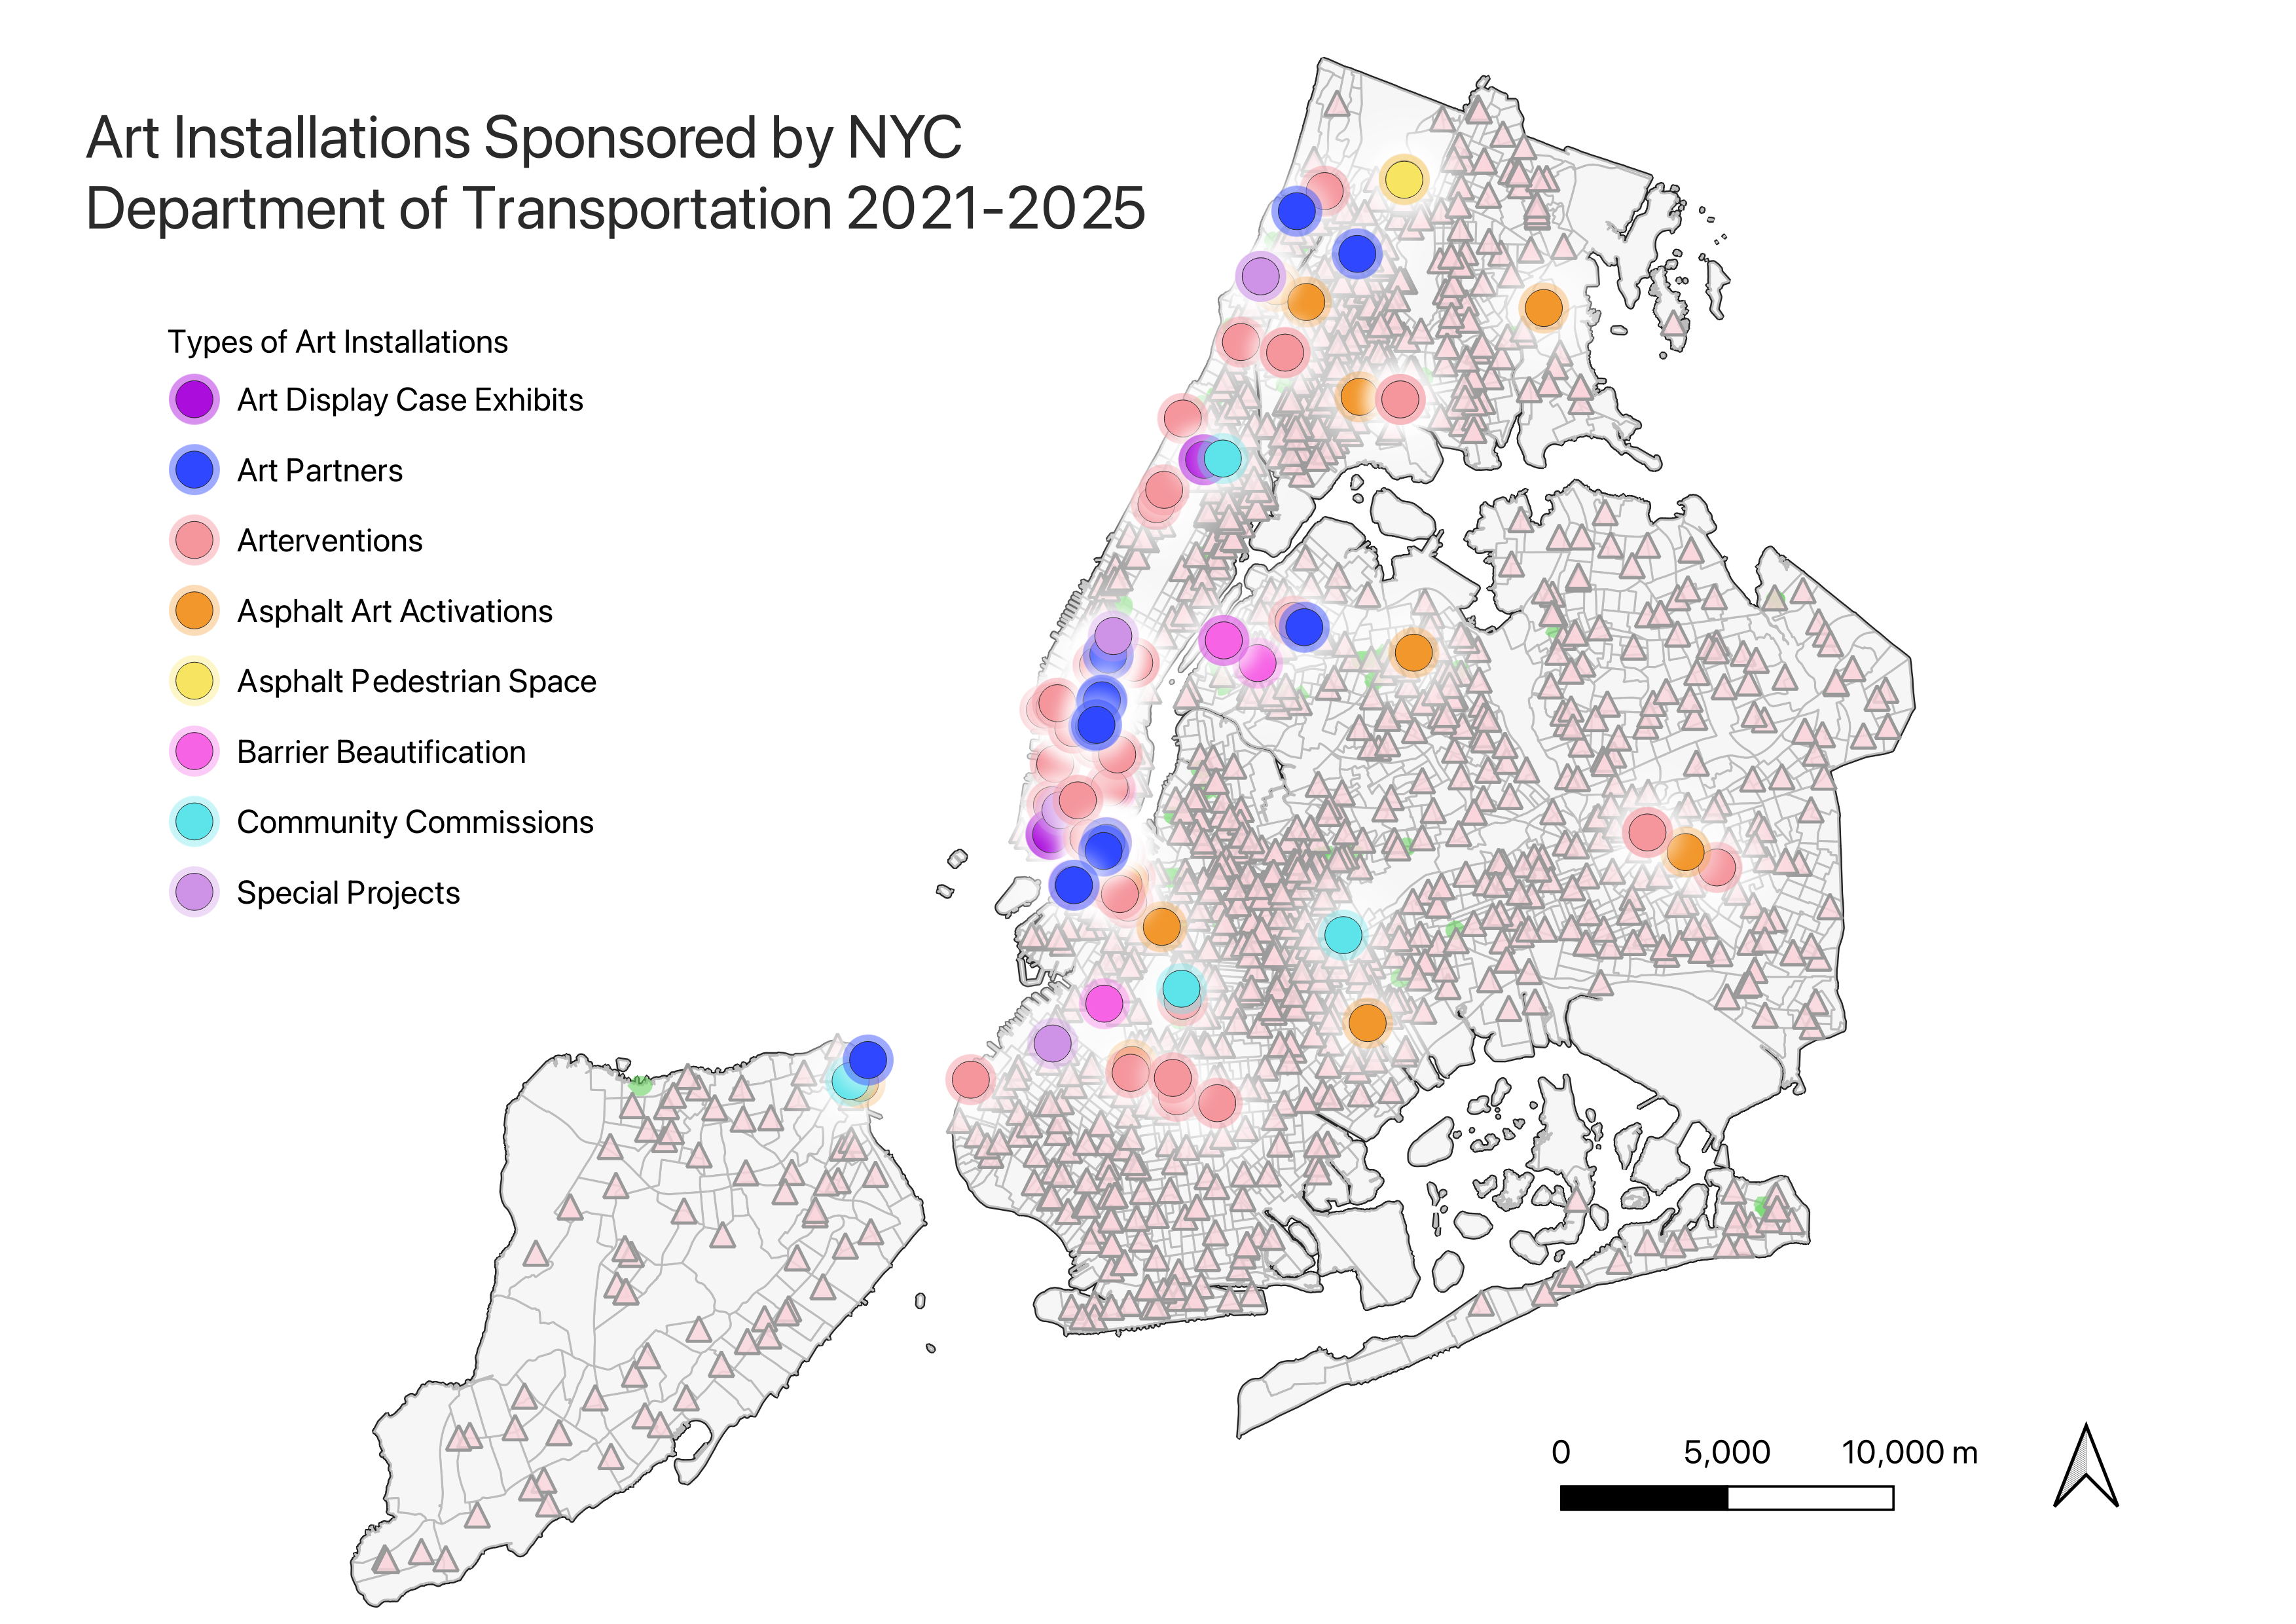 Art Installations Sponsored by NYC
Department of Transportation 2021-2025
Types of Art Installations
Art Display Case Exhibits
Art Partners
Arterventions
Asphalt Art Activations
Asphalt Pedestrian Space
Barrier Beautification
Community Commissions
Special Projects
0 5,000 10,000 m